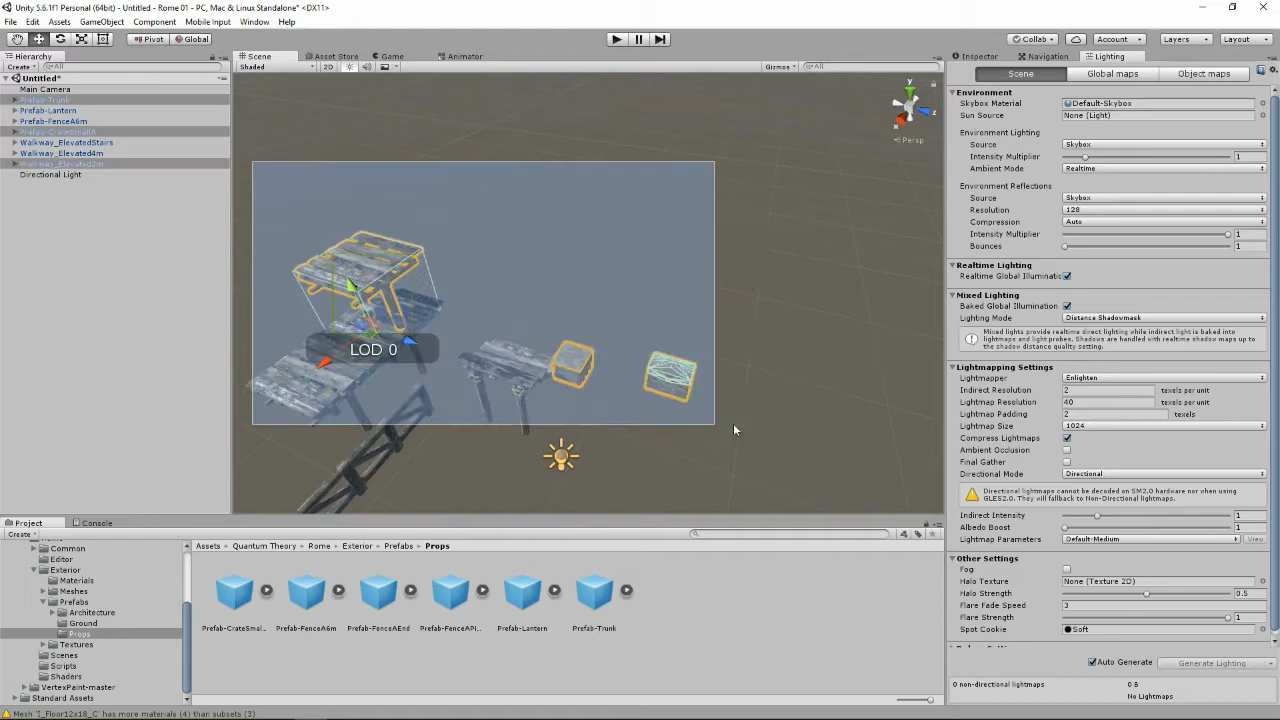 Unity 5.6.1f1 Personal (64bit) - Untitled - Rome 01 - PC, Mac & Linux Standalone* <DX11>
File Edit Assets GameObject Component Mobile Input Window Help
Pivot Global Collab Account Layers Layout
Hierarchy Scene Asset Store Game Animator Inspector Navigation Lighting
Create All Shaded 2D Gizmos All
Scene Global maps Object maps
Untitled*
Main Camera
Prefab-Trunk
Prefab-Lantern
Prefab-FenceA6m
Prefab-CrateSmallA
Walkway_ElevatedStairs
Walkway_Elevated4m
Walkway_Elevated2m
Directional Light
y
x
z
Persp
LOD 0
Environment
Skybox Material Default-Skybox
Sun Source None (Light)
Environment Lighting
Source Skybox
Intensity Multiplier 1
Ambient Mode Realtime
Environment Reflections
Source Skybox
Resolution 128
Compression Auto
Intensity Multiplier 1
Bounces 1
Realtime Lighting
Realtime Global Illuminatic
Mixed Lighting
Baked Global Illumination
Lighting Mode Distance Shadowmask
Mixed lights provide realtime direct lighting while indirect light is baked into
lightmaps and light probes. Shadows are handled with realtime shadow maps up to
the shadow distance quality setting.
Lightmapping Settings
Lightmapper Enlighten
Indirect Resolution 2 texels per unit
Lightmap Resolution 40 texels per unit
Lightmap Padding 2 texels
Lightmap Size 1024
Compress Lightmaps
Ambient Occlusion
Final Gather
Directional Mode Directional
Directional lightmaps cannot be decoded on SM2.0 hardware nor when using
GLES2.0. They will fallback to Non-Directional lightmaps.
Indirect Intensity 1
Albedo Boost 1
Lightmap Parameters Default-Medium View
Other Settings
Fog
Halo Texture None (Texture 2D)
Halo Strength 0.5
Flare Fade Speed 3
Flare Strength 1
Spot Cookie Soft
Auto Generate Generate Lighting
0 non-directional lightmaps 0 B
No Lightmaps
Project Console
Create
Common
Editor
Exterior
Materials
Meshes
Prefabs
Architecture
Ground
Props
Textures
Scenes
Scripts
Shaders
VertexPaint-master
Standard Assets
Assets Quantum Theory Rome Exterior Prefabs Props
Prefab-CrateSmal... Prefab-FenceA6m Prefab-FenceAEnd Prefab-FenceAPi... Prefab-Lantern Prefab-Trunk
Mesh 'I_Floor12x18_C' has more materials (4) than subsets (3)